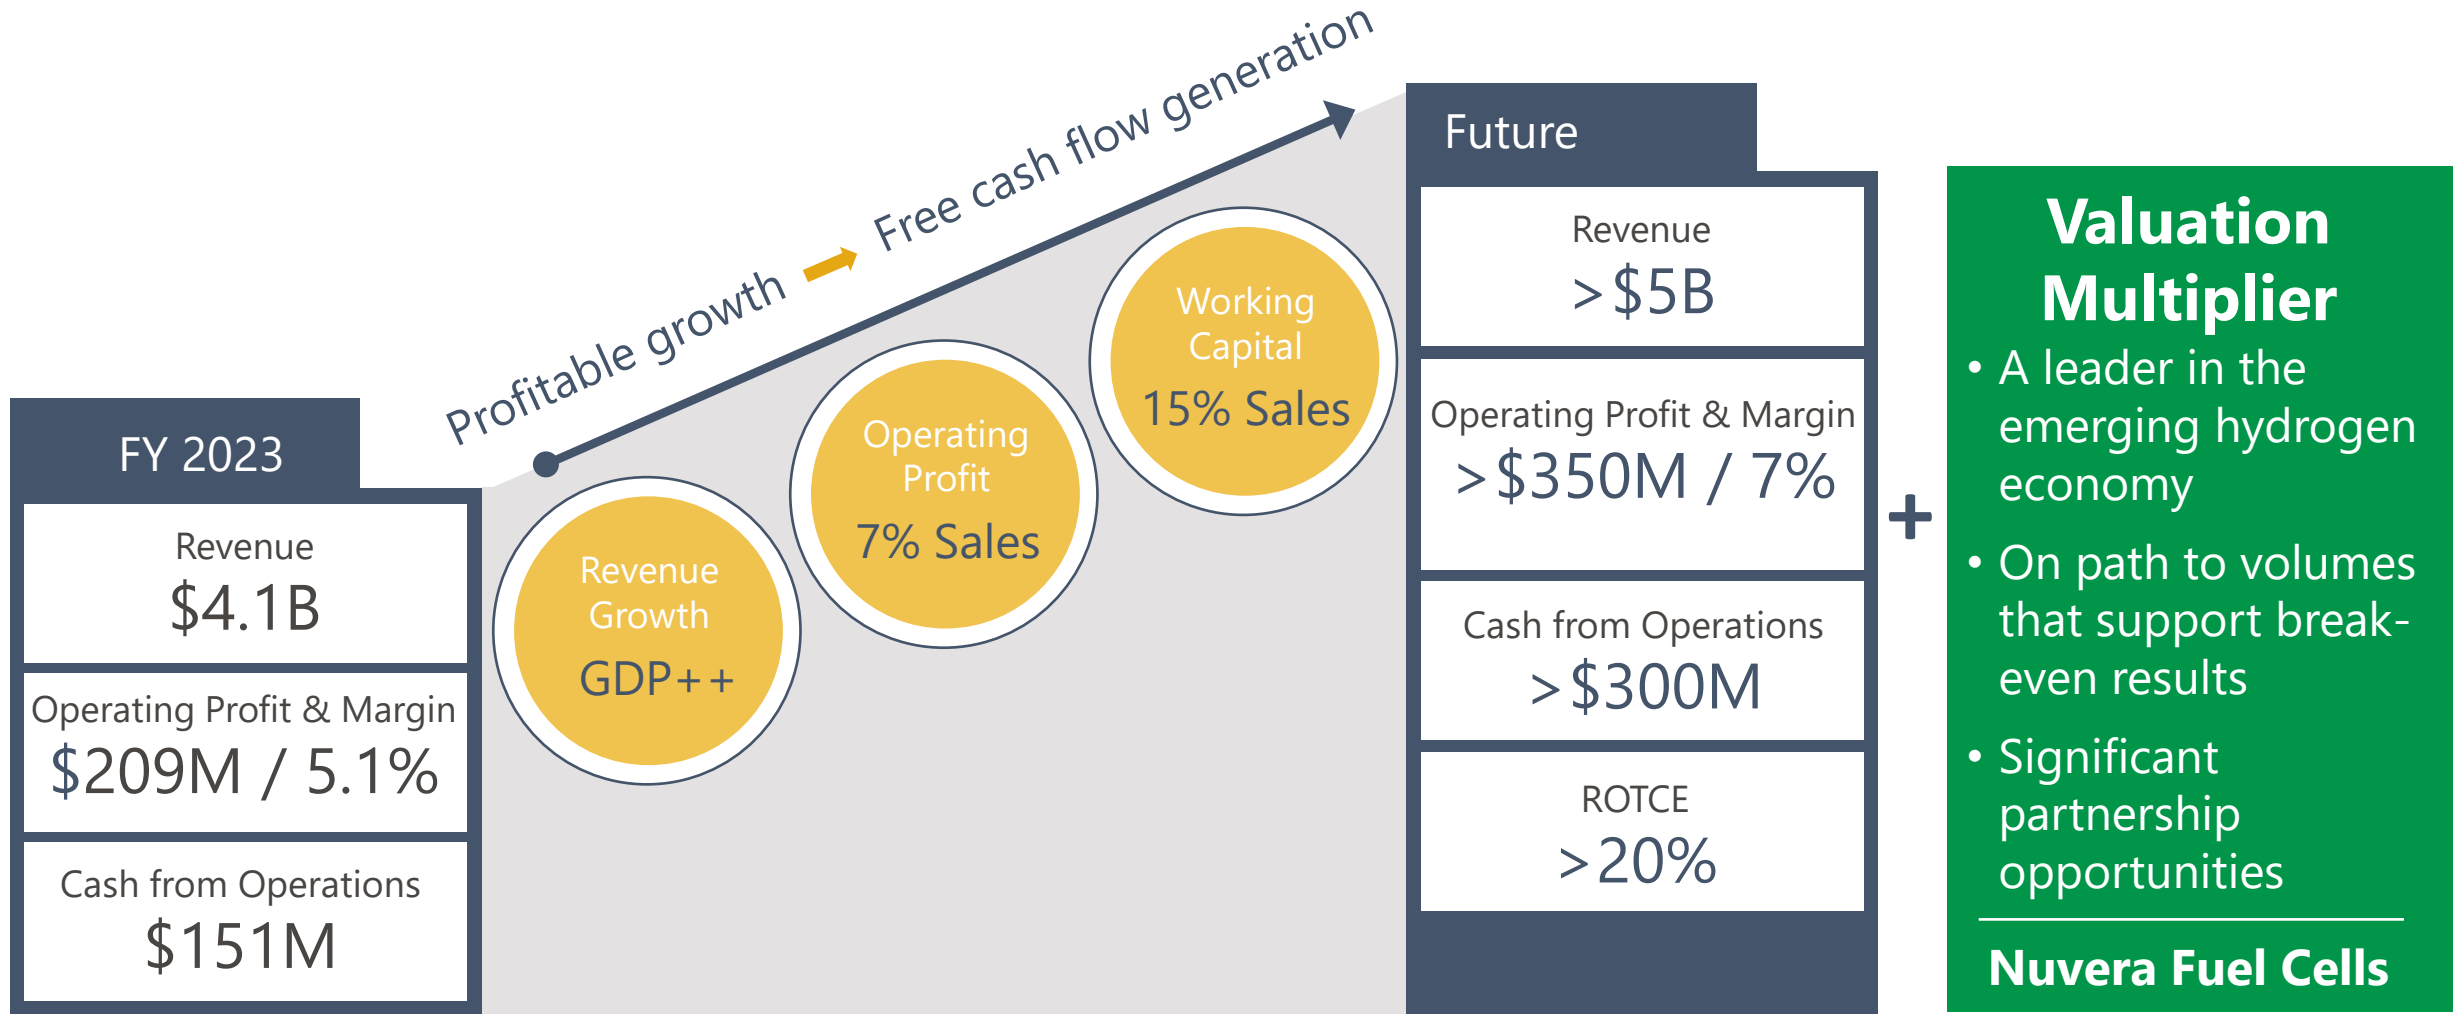 Profitable growth
Free cash flow generation
FY 2023
Revenue
$4.1B
Operating Profit & Margin
$209M / 5.1%
Cash from Operations
$151M
Revenue
Growth
GDP++
Operating
Profit
7% Sales
Working
Capital
15% Sales
Future
Revenue
>$5B
Operating Profit & Margin
>$350M / 7%
Cash from Operations
>$300M
ROTCE
>20%
+
Valuation
Multiplier
• A leader in the
emerging hydrogen
economy
• On path to volumes
that support break-
even results
• Significant
partnership
opportunities
Nuvera Fuel Cells